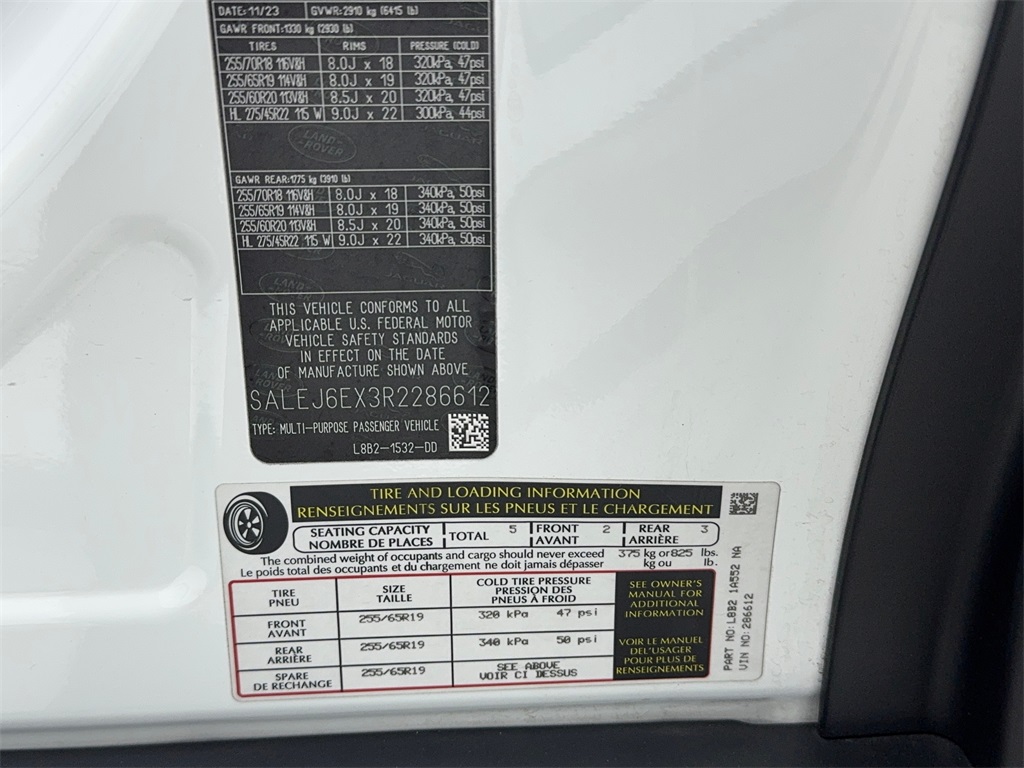 DATE: 11/23 GVWR: 2910 kg (6415 lb)
GAWR FRONT: 1330 kg (2930 lb)
TIRES RIMS PRESSURE (COLD)
255/70R18 116V&H 8.0J x 18 320kPa, 47psi
255/65R19 114V&H 8.0J x 19 320kPa, 47psi
255/60R20 113V&H 8.5J x 20 320kPa, 47psi
HL 275/45R22 115 W 9.0J x 22 300kPa, 44psi
LAND-
-ROVER
GAWR REAR: 1775 kg (3910 lb)
255/70R18 116V&H 8.0J x 18 340kPa, 50psi
255/65R19 114V&H 8.0J x 19 340kPa, 50psi
255/60R20 113V&H 8.5J x 20 340kPa, 50psi
HL 275/45R22 115 W 9.0J x 22 340kPa, 50psi
THIS VEHICLE CONFORMS TO ALL
APPLICABLE U.S. FEDERAL MOTOR
VEHICLE SAFETY STANDARDS
IN EFFECT ON THE DATE
OF MANUFACTURE SHOWN ABOVE
SALEJ6EX3R2286612
TYPE: MULTI-PURPOSE PASSENGER VEHICLE
L8B2-1532-DD
TIRE AND LOADING INFORMATION
RENSEIGNEMENTS SUR LES PNEUS ET LE CHARGEMENT
SEATING CAPACITY
NOMBRE DE PLACES
TOTAL 5
FRONT 2
AVANT
REAR 3
ARRIÈRE
The combined weight of occupants and cargo should never exceed 375 kg or 825 lbs.
Le poids total des occupants et du chargement ne doit jamais dépasser kg ou lb.
TIRE
PNEU
SIZE
TAILLE
COLD TIRE PRESSURE
PRESSION DES
PNEUS À FROID
FRONT
AVANT
255/65R19
320 kPa 47 psi
REAR
ARRIÈRE
255/65R19
340 kPa 50 psi
SPARE
DE RECHANGE
255/65R19
SEE ABOVE
VOIR CI DESSUS
SEE OWNER'S
MANUAL FOR
ADDITIONAL
INFORMATION
VOIR LE MANUEL
DEL'USAGER
POUR PLUS DE
RENSEIGNEMENTS
PART NO: L8B2 1A552 NA
VIN NO: 286612